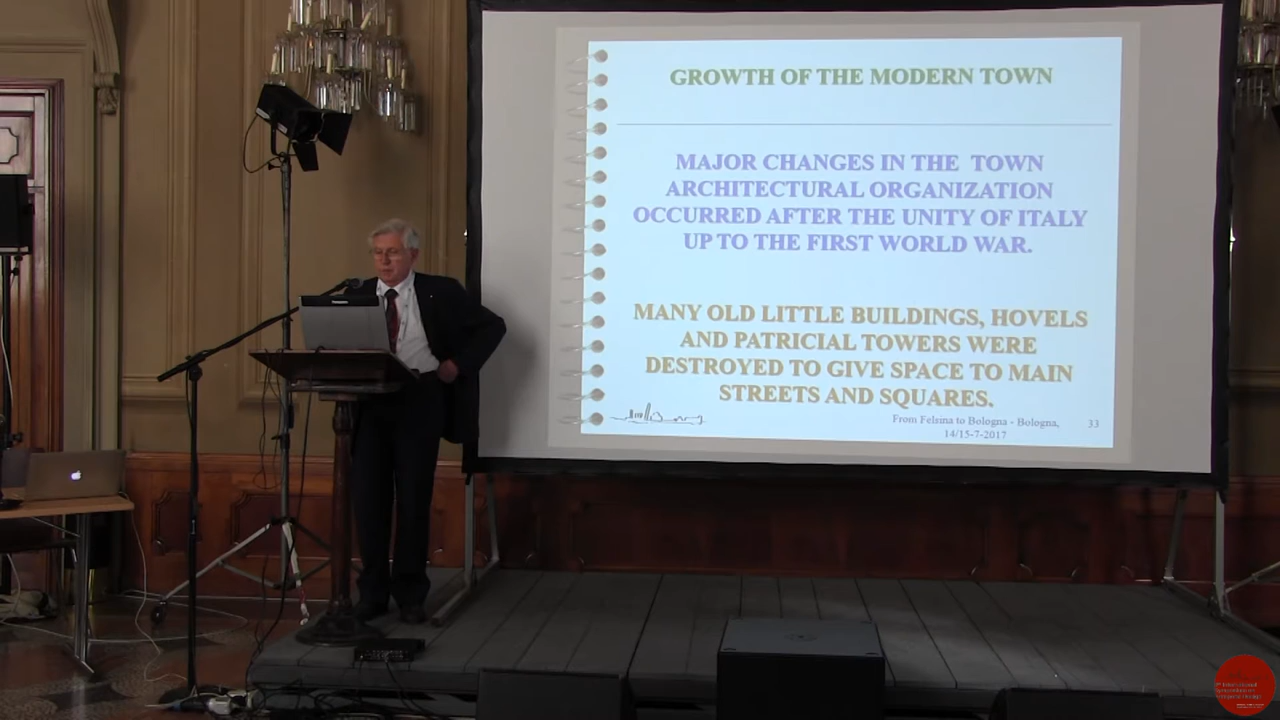 GROWTH OF THE MODERN TOWN
MAJOR CHANGES IN THE TOWN
ARCHITECTURAL ORGANIZATION
OCCURRED AFTER THE UNITY OF ITALY
UP TO THE FIRST WORLD WAR.
MANY OLD LITTLE BUILDINGS, HOVELS
AND PATRICIAL TOWERS WERE
DESTROYED TO GIVE SPACE TO MAIN
STREETS AND SQUARES.
From Felsina to Bologna - Bologna,
14/15-7-2017
33